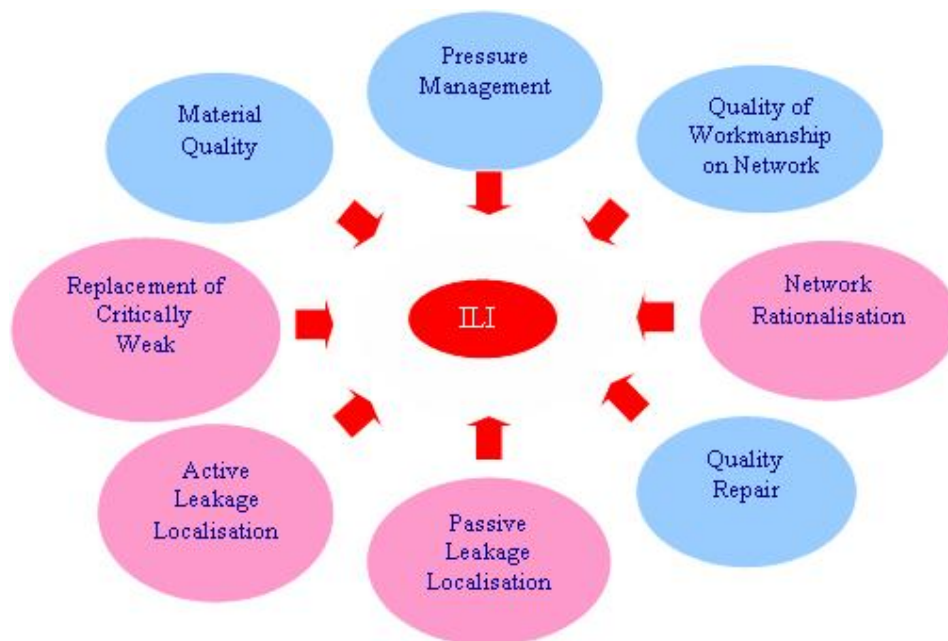 Pressure
Management
Material
Quality
Quality of
Workmanship
on Network
Replacement of
Critically
Weak
ILI
Network
Rationalisation
Active
Leakage
Localisation
Passive
Leakage
Localisation
Quality
Repair